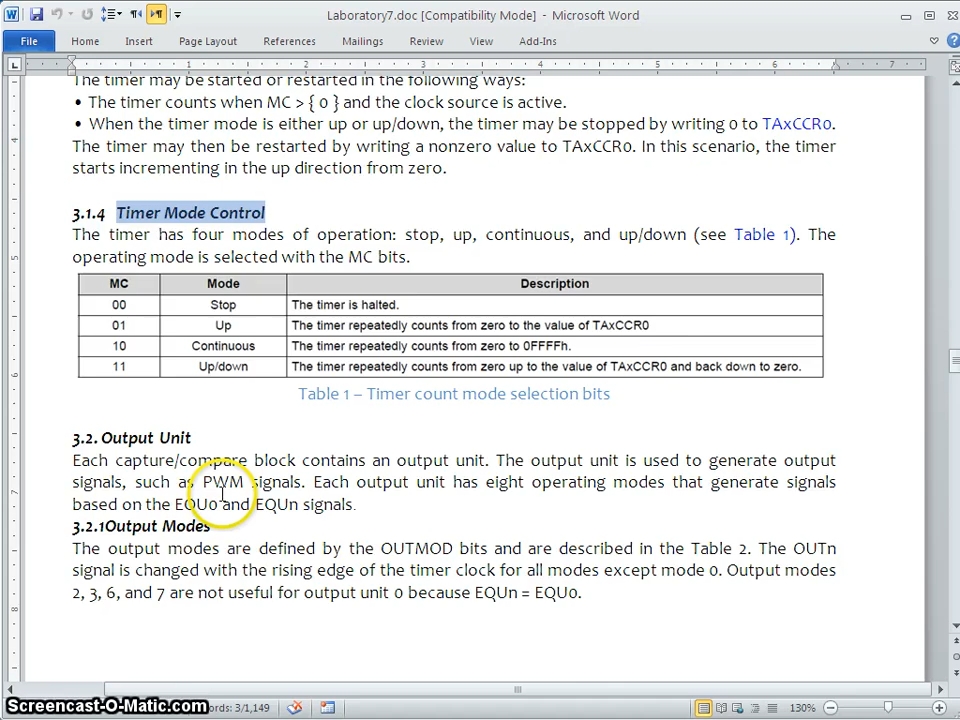 Laboratory7.doc [Compatibility Mode] - Microsoft Word
File Home Insert Page Layout References Mailings Review View Add-Ins
1 2 3 4 5 6 7
The timer may be started or restarted in the following ways:
• The timer counts when MC > { 0 } and the clock source is active.
• When the timer mode is either up or up/down, the timer may be stopped by writing 0 to TAxCCR0.
The timer may then be restarted by writing a nonzero value to TAxCCR0. In this scenario, the timer
starts incrementing in the up direction from zero.
3.1.4 Timer Mode Control
The timer has four modes of operation: stop, up, continuous, and up/down (see Table 1). The
operating mode is selected with the MC bits.
MC Mode Description
00 Stop The timer is halted.
01 Up The timer repeatedly counts from zero to the value of TAxCCR0
10 Continuous The timer repeatedly counts from zero to 0FFFFh.
11 Up/down The timer repeatedly counts from zero up to the value of TAxCCR0 and back down to zero.
Table 1 – Timer count mode selection bits
3.2. Output Unit
Each capture/compare block contains an output unit. The output unit is used to generate output
signals, such as PWM signals. Each output unit has eight operating modes that generate signals
based on the EQU0 and EQUn signals.
3.2.1Output Modes
The output modes are defined by the OUTMOD bits and are described in the Table 2. The OUTn
signal is changed with the rising edge of the timer clock for all modes except mode 0. Output modes
2, 3, 6, and 7 are not useful for output unit 0 because EQUn = EQU0.
Screencast-O-Matic.com
ords: 3/1,149 130%